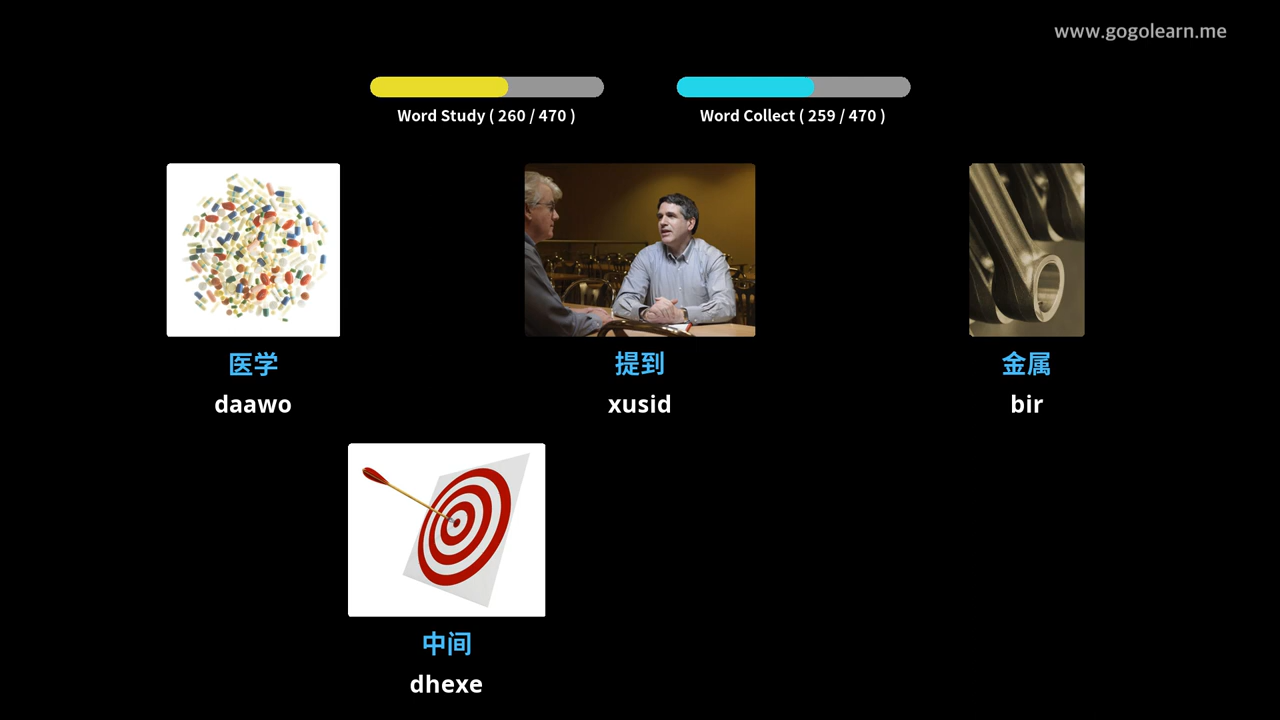 www.gogolearn.me
Word Study ( 260 / 470 )
Word Collect ( 259 / 470 )
医学
daawo
提到
xusid
金属
bir
中间
dhexe